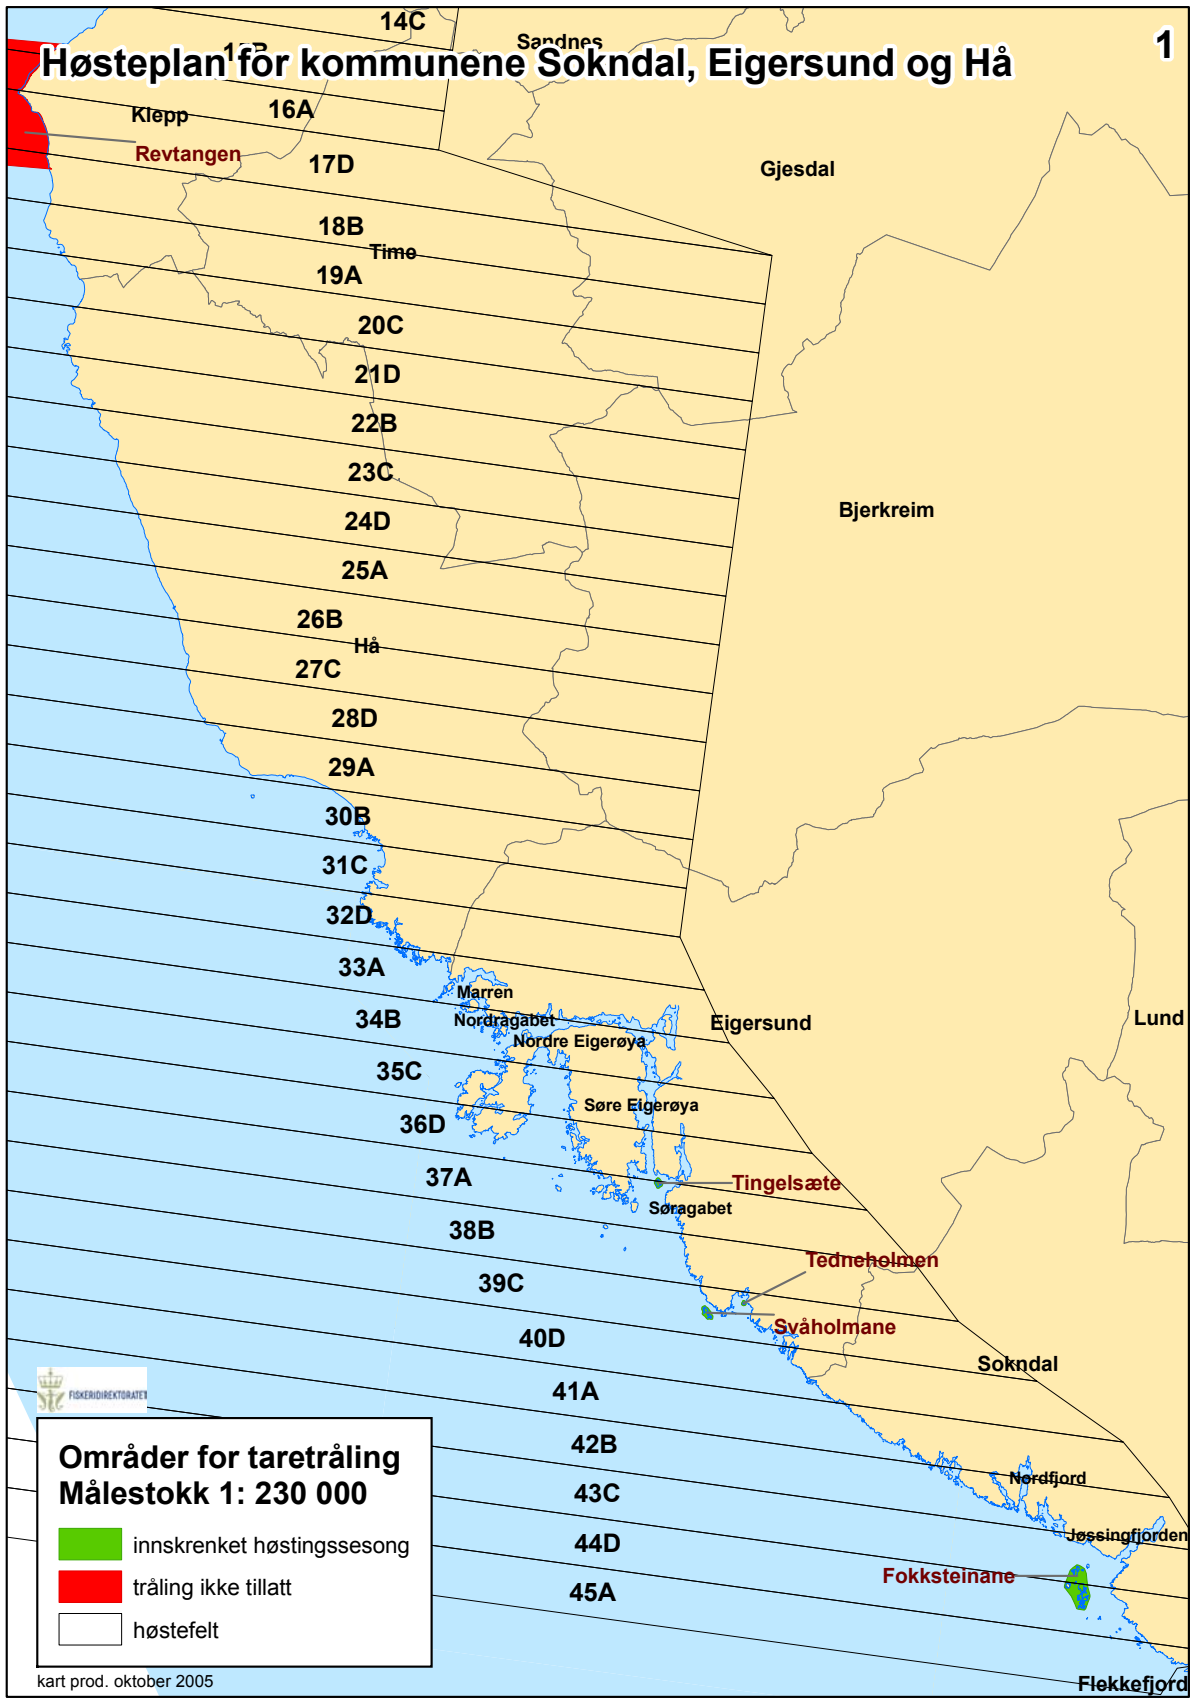 14C
Sandnes
1
Høsteplan for kommunene Sokndal, Eigersund og Hå
Klepp
16A
Revtangen
17D
Gjesdal
18B
Time
19A
20C
21D
22B
23C
24D
Bjerkreim
25A
26B
Hå
27C
28D
29A
30B
31C
32D
33A
Marren
34B
Nordragabet
Eigersund
Lund
Nordre Eigerøya
35C
Søre Eigerøya
36D
37A
Tingelsæte
Søragabet
38B
Tedneholmen
39C
Svåholmane
40D
Sokndal
41A
FISKERIDIREKTORATET
42B
Områder for taretråling
Målestokk 1: 230 000
Nordfjord
43C
Jøssingfjorden
44D
innskrenket høstingssesong
Fokksteinane
tråling ikke tillatt
45A
høstefelt
kart prod. oktober 2005
Flekkefjord